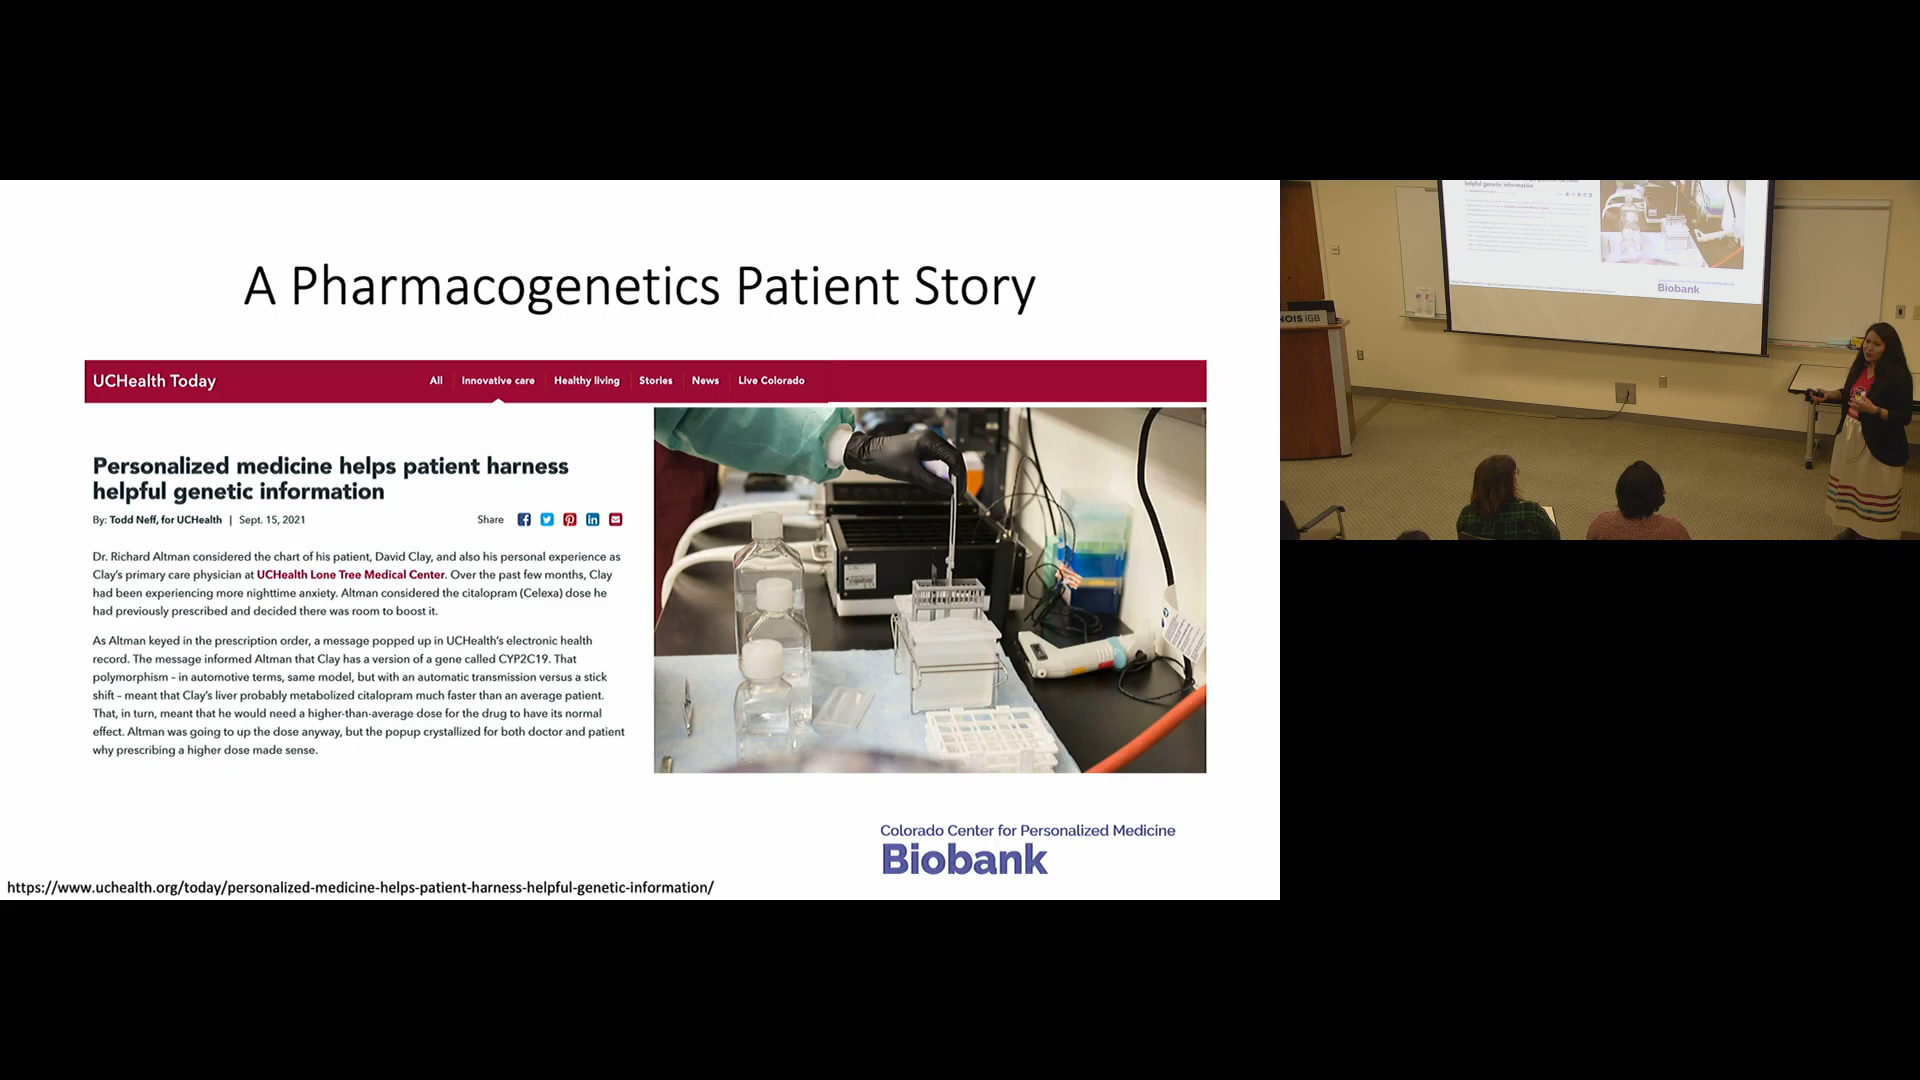 A Pharmacogenetics Patient Story
UCHealth Today
All
Innovative care
Healthy living
Stories
News
Live Colorado
Personalized medicine helps patient harness
helpful genetic information
By: Todd Neff, for UCHealth | Sept. 15, 2021
Share
Dr. Richard Altman considered the chart of his patient, David Clay, and also his personal experience as
Clay's primary care physician at UCHealth Lone Tree Medical Center. Over the past few months, Clay
had been experiencing more nighttime anxiety. Altman considered the citalopram (Celexa) dose he
had previously prescribed and decided there was room to boost it.
As Altman keyed in the prescription order, a message popped up in UCHealth's electronic health
record. The message informed Altman that Clay has a version of a gene called CYP2C19. That
polymorphism – in automotive terms, same model, but with an automatic transmission versus a stick
shift – meant that Clay's liver probably metabolized citalopram much faster than an average patient.
That, in turn, meant that he would need a higher-than-average dose for the drug to have its normal
effect. Altman was going to up the dose anyway, but the popup crystallized for both doctor and patient
why prescribing a higher dose made sense.
Colorado Center for Personalized Medicine
Biobank
https://www.uchealth.org/today/personalized-medicine-helps-patient-harness-helpful-genetic-information/
helpful genetic information
Biobank
NOIS IGB